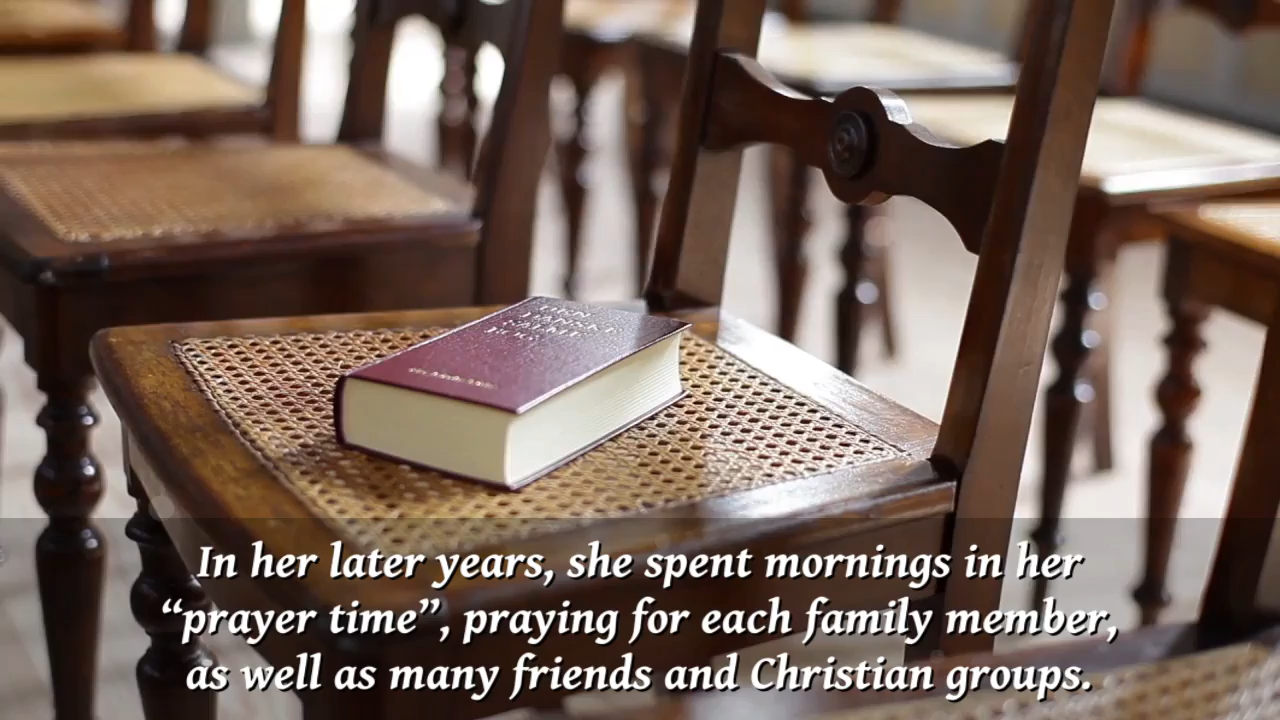 In her later years, she spent mornings in her
“prayer time”, praying for each family member,
as well as many friends and Christian groups.